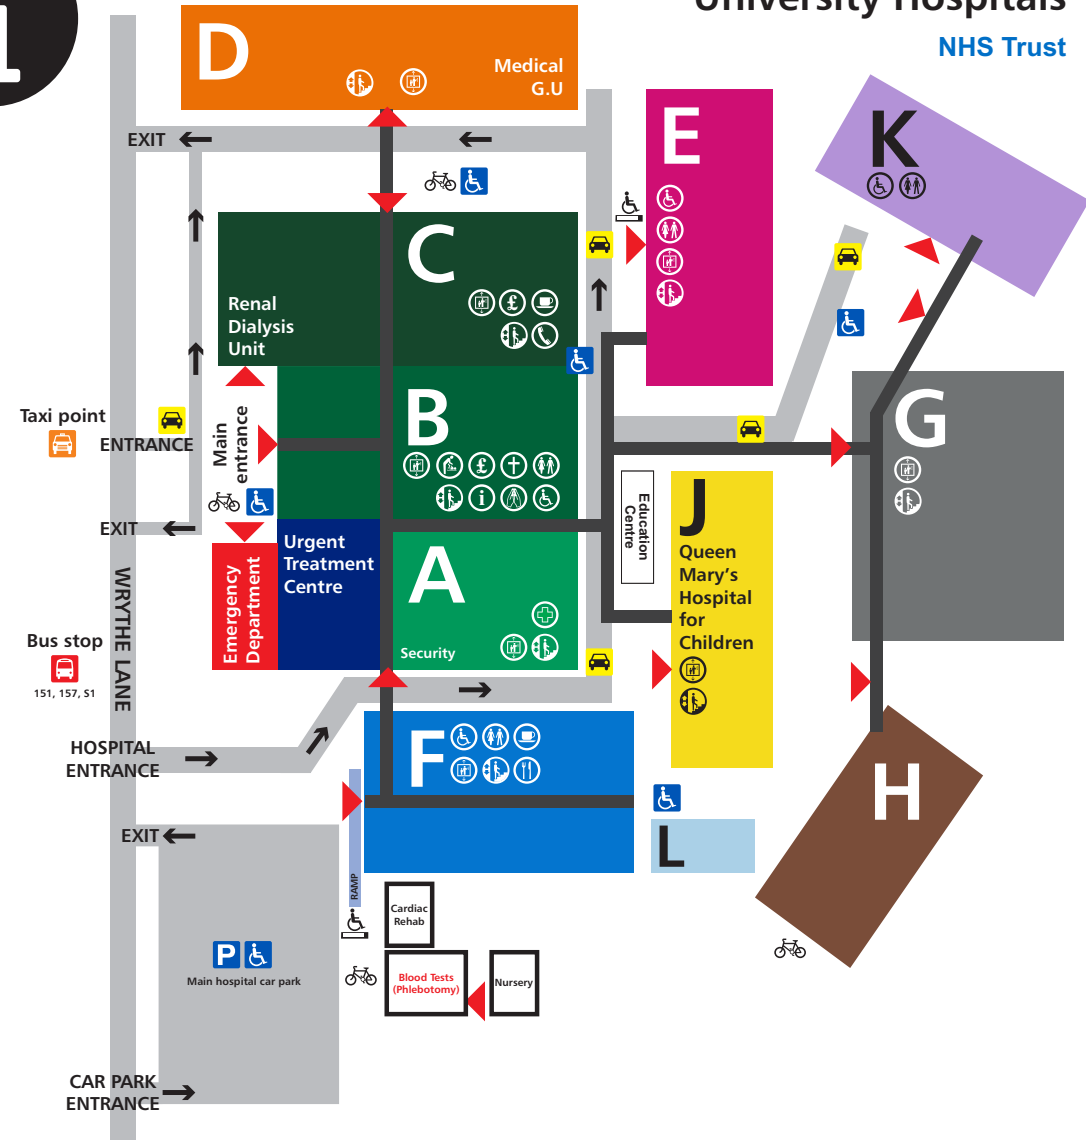 1
University Hospitals
NHS Trust
D
Medical
G.U
EXIT
E
K
C
£
Renal
Dialysis
Unit
Taxi point
ENTRANCE
Main
entrance
B
£
i
EXIT
Urgent
Treatment
Centre
A
Security
Emergency
Department
Education
Centre
J
Queen
Mary's
Hospital
for
Children
G
WRYTHE LANE
Bus stop
151, 157, S1
HOSPITAL
ENTRANCE
F
H
L
EXIT
RAMP
Cardiac
Rehab
P
Main hospital car park
Blood Tests
(Phlebotomy)
Nursery
CAR PARK
ENTRANCE